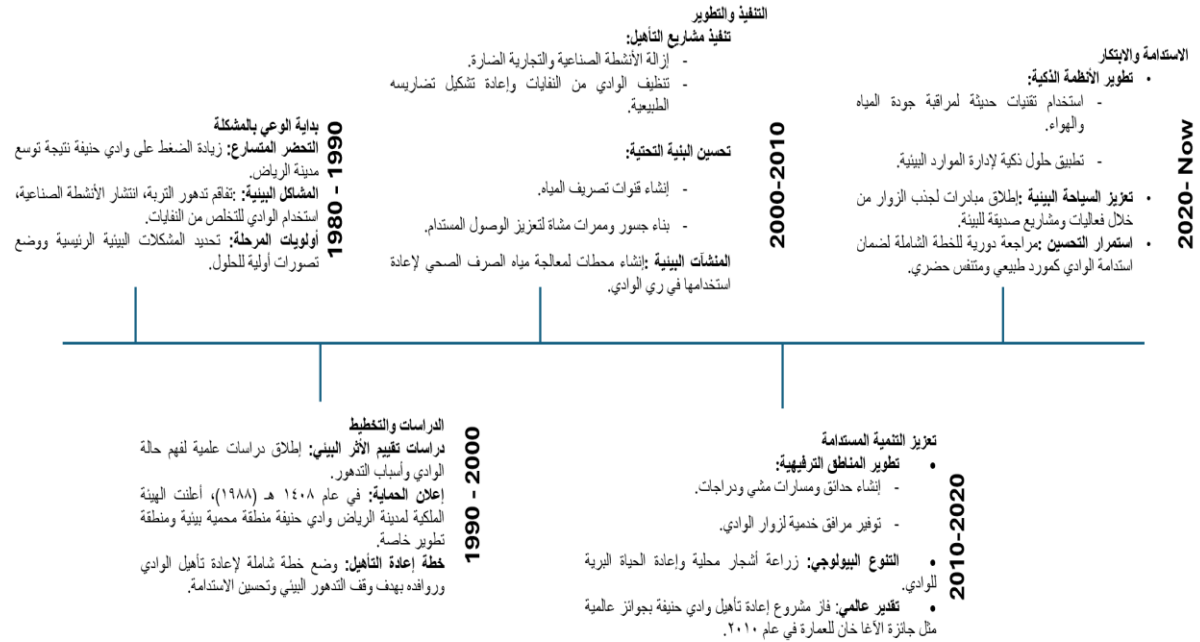 1980 - 1990
بداية الوعي بالمشكلة
التحضر المتسارع: زيادة الضغط على وادي حنيفة نتيجة توسع
مدينة الرياض.
المشاكل البيئية: :تفاقم تدهور التربة، انتشار الأنشطة الصناعية،
استخدام الوادي للتخلص من النفايات.
أولويات المرحلة: تحديد المشكلات البيئية الرئيسية ووضع
تصورات أولية للحلول.
1990 - 2000
الدراسات والتخطيط
دراسات تقييم الأثر البيئي: إطلاق دراسات علمية لفهم حالة
الوادي وأسباب التدهور.
إعلان الحماية: في عام ١٤٠٨ هـ (١٩٨٨)، أعلنت الهيئة
الملكية لمدينة الرياض وادي حنيفة منطقة محمية بيئية ومنطقة
تطوير خاصة.
خطة إعادة التأهيل: وضع خطة شاملة لإعادة تأهيل الوادي
وروافده بهدف وقف التدهور البيئي وتحسين الاستدامة.
2000-2010
التنفيذ والتطوير
تنفيذ مشاريع التأهيل:
- إزالة الأنشطة الصناعية والتجارية الضارة.
- تنظيف الوادي من النفايات وإعادة تشكيل تضاريسه
الطبيعية.
تحسين البنية التحتية:
- إنشاء قنوات تصريف المياه.
- بناء جسور وممرات مشاة لتعزيز الوصول المستدام.
المنشآت البيئية :إنشاء محطات لمعالجة مياه الصرف الصحي لإعادة
استخدامها في ري الوادي.
2010-2020
تعزيز التنمية المستدامة
• تطوير المناطق الترفيهية:
- إنشاء حدائق ومسارات مشي ودراجات.
- توفير مرافق خدمية لزوار الوادي.
• التنوع البيولوجي: زراعة أشجار محلية وإعادة الحياة البرية
للوادي.
• تقدير عالمي: فاز مشروع إعادة تأهيل وادي حنيفة بجوائز عالمية
مثل جائزة الآغا خان للعمارة في عام ٢٠١٠.
2020- Now
الاستدامة والابتكار
• تطوير الأنظمة الذكية:
- استخدام تقنيات حديثة لمراقبة جودة المياه
والهواء.
- تطبيق حلول ذكية لإدارة الموارد البيئية.
• تعزيز السياحة البيئية :إطلاق مبادرات لجذب الزوار من
خلال فعاليات ومشاريع صديقة للبيئة.
• استمرار التحسين :مراجعة دورية للخطة الشاملة لضمان
استدامة الوادي كمورد طبيعي ومتنفس حضري.